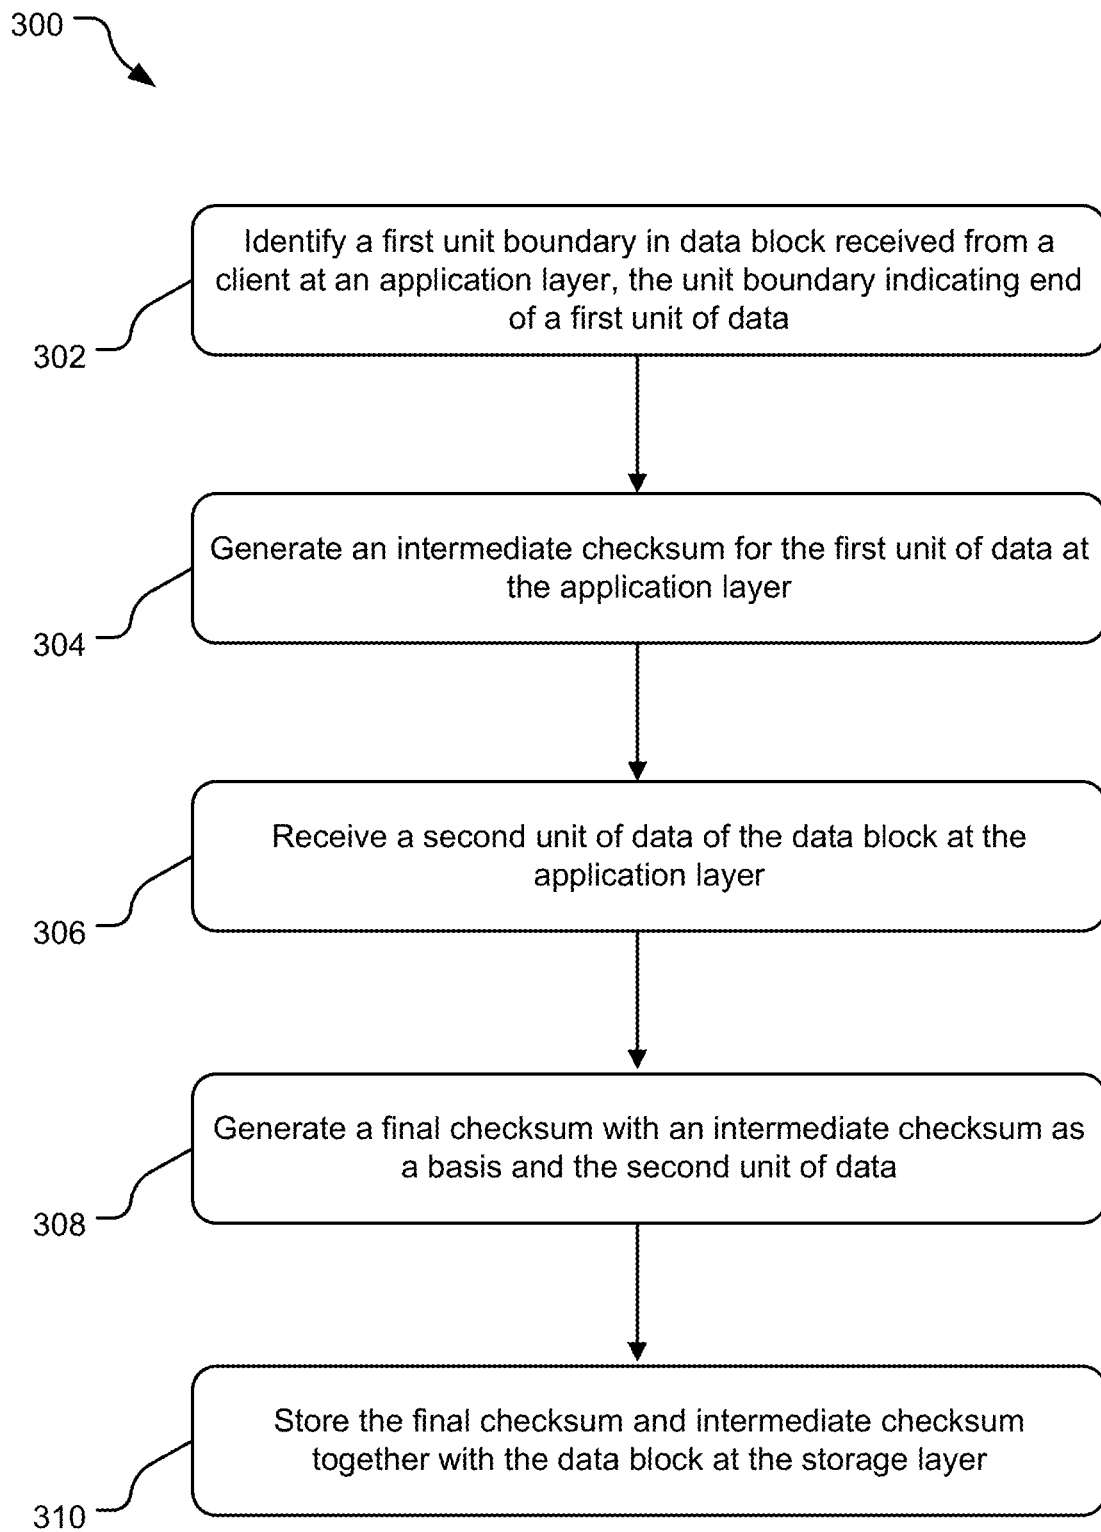 300
Identify a first unit boundary in data block received from a
client at an application layer, the unit boundary indicating end
of a first unit of data
302
Generate an intermediate checksum for the first unit of data at
the application layer
304
Receive a second unit of data of the data block at the
application layer
306
Generate a final checksum with an intermediate checksum as
a basis and the second unit of data
308
Store the final checksum and intermediate checksum
together with the data block at the storage layer
310